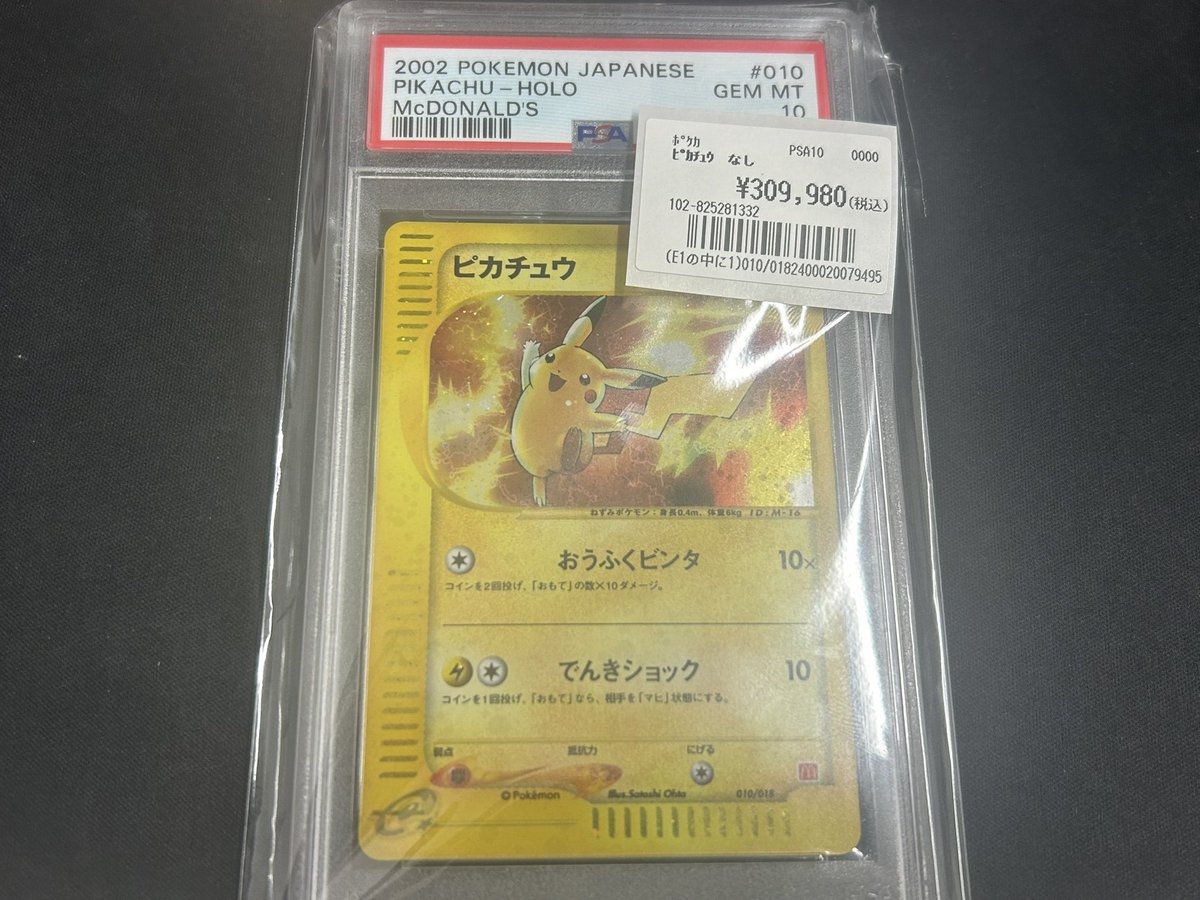 2002 POKEMON JAPANESE #010
PIKACHU - HOLO GEM MT
McDONALD'S 10
PSA
ポケカ
ピカチュウ なし PSA10 0000
¥309,980(税込)
102-825281332
(E1の中に1)010/0182400020079495
ピカチュウ
ねずみポケモン:身長0.4m、体重6kg ID:M-16
おうふくビンタ 10×
コインを2回投げ、「おもて」の数×10ダメージ。
でんきショック 10
コインを1回投げ、「おもて」なら、相手を「マヒ」状態にする。
弱点 抵抗力 にげる
©Pokémon Illus.Satoshi Ohta 010/018